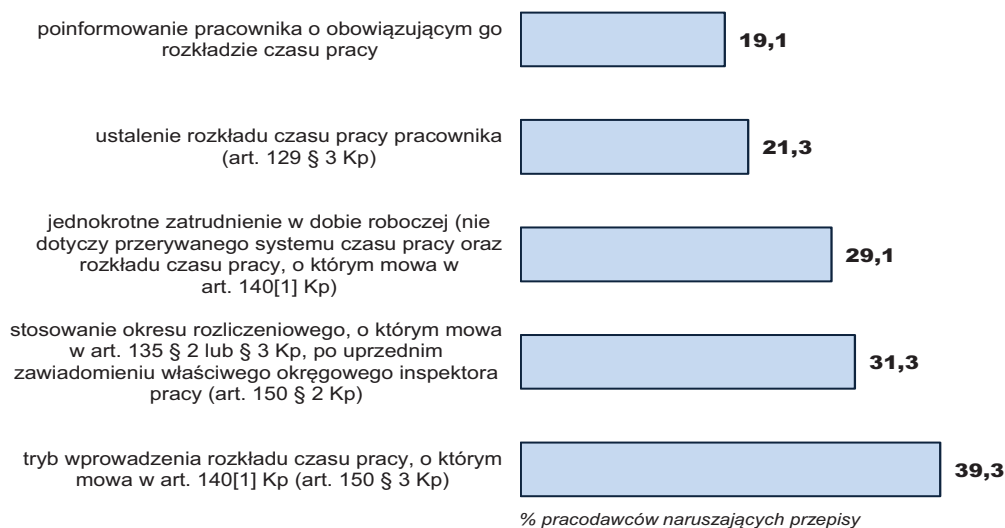 poinformowanie pracownika o obowiązującym go
rozkładzie czasu pracy
19,1
ustalenie rozkładu czasu pracy pracownika
(art. 129 § 3 Kp)
21,3
jednokrotne zatrudnienie w dobie roboczej (nie
dotyczy przerywanego systemu czasu pracy oraz
rozkładu czasu pracy, o którym mowa w
art. 140[1] Kp)
29,1
stosowanie okresu rozliczeniowego, o którym mowa
w art. 135 § 2 lub § 3 Kp, po uprzednim
zawiadomieniu właściwego okręgowego inspektora
pracy (art. 150 § 2 Kp)
31,3
tryb wprowadzenia rozkładu czasu pracy, o którym
mowa w art. 140[1] Kp (art. 150 § 3 Kp)
39,3
% pracodawców naruszających przepisy